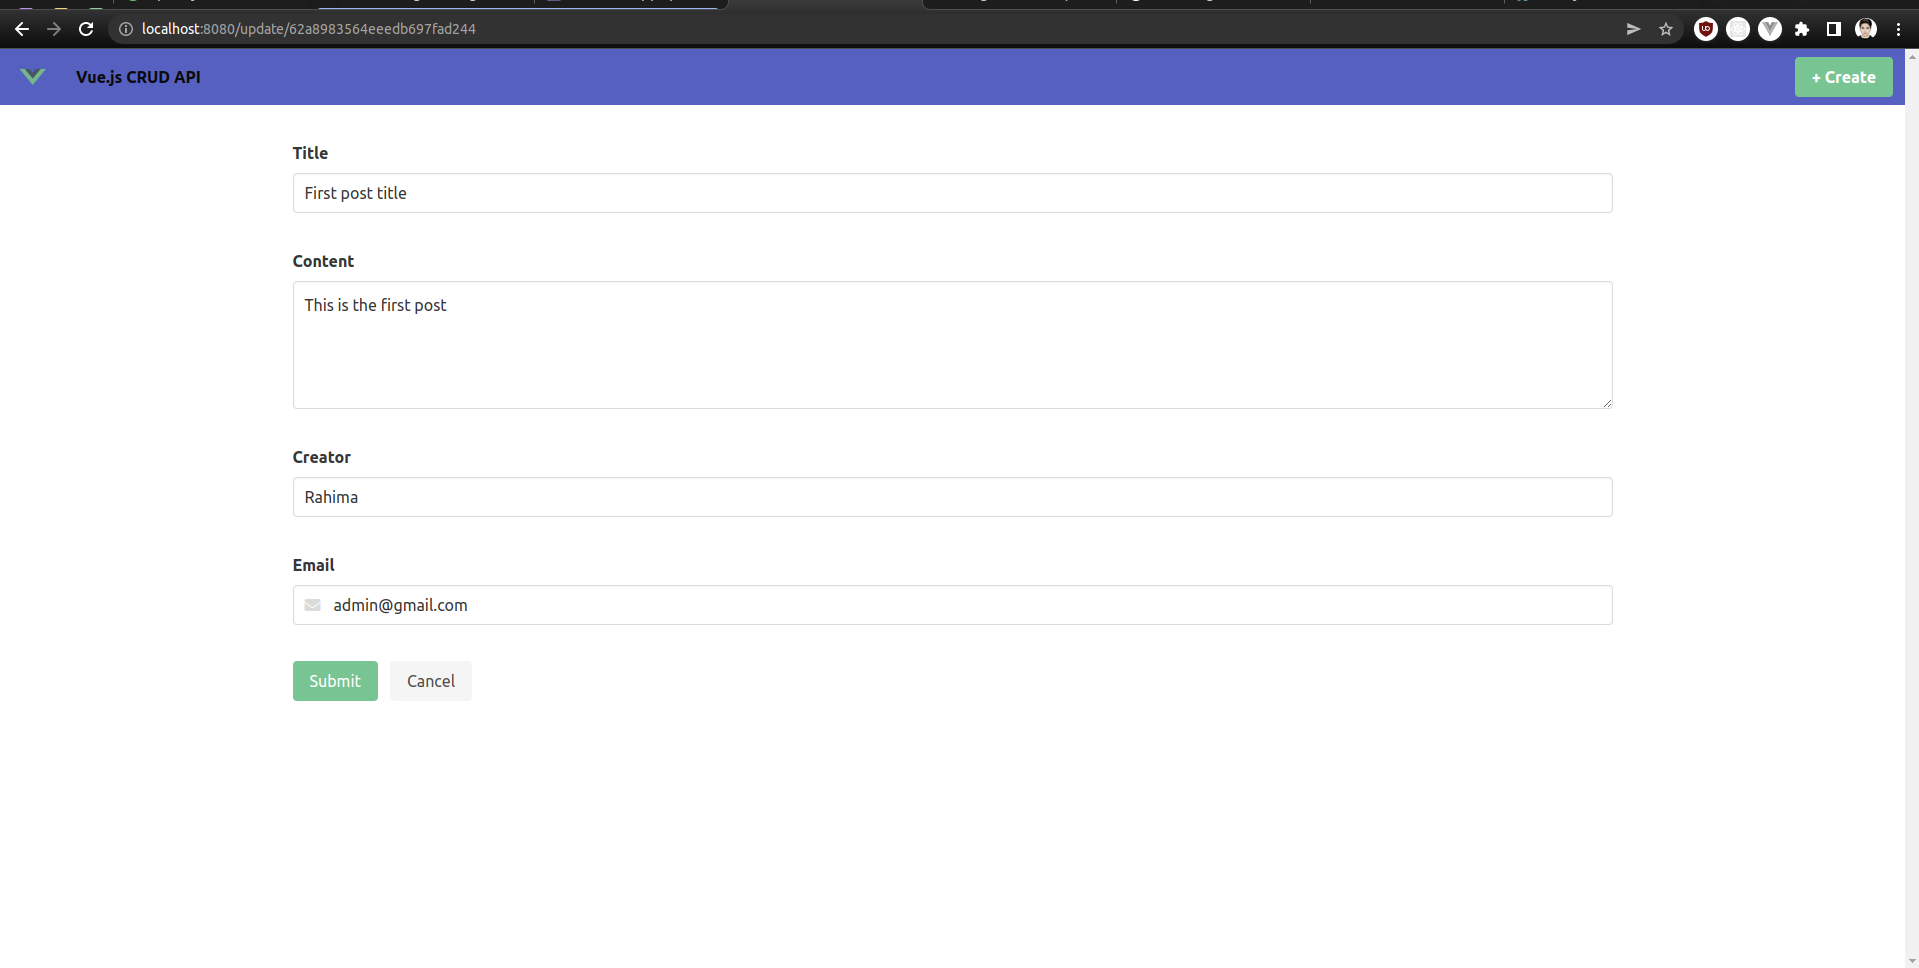 localhost:8080/update/62a8983564eeedb697fad244
Vue.js CRUD API
+ Create
Title
First post title
Content
This is the first post
Creator
Rahima
Email
admin@gmail.com
Submit
Cancel